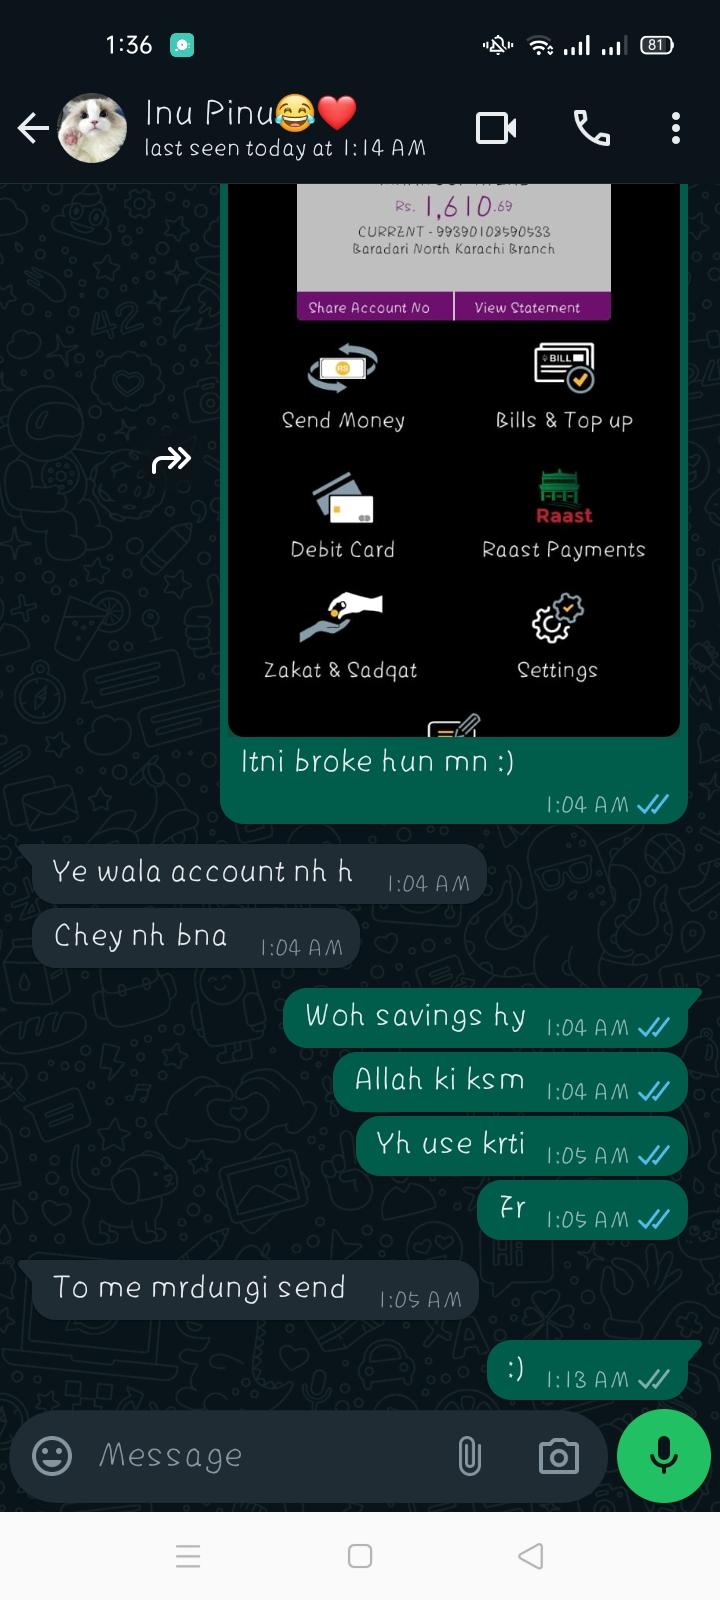 1:36
81
Inu Pinu😂❤️
last seen today at 1:14 AM
Rs. 1,610.69
CURRENT - 99390108590533
Baradari North Karachi Branch
Share Account No
View Statement
RS
BILL
Send Money
Bills & Top up
Raast
Debit Card
Raast Payments
Zakat & Sadqat
Settings
Itni broke hun mn :)
1:04 AM
Ye wala account nh h 1:04 AM
Chey nh bna 1:04 AM
Woh savings hy 1:04 AM
Allah ki ksm 1:04 AM
Yh use krti 1:05 AM
Fr 1:05 AM
To me mrdungi send 1:05 AM
:) 1:13 AM
Message